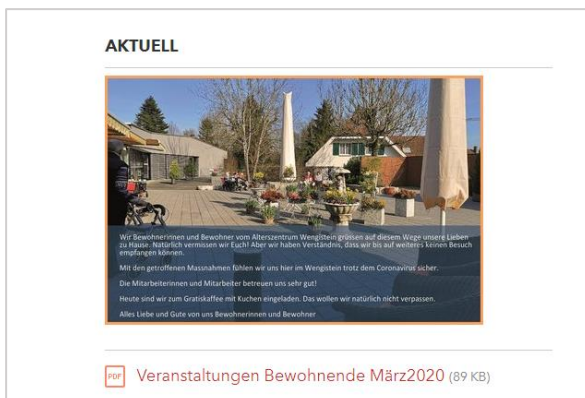 AKTUELL
Wir Bewohnerinnen und Bewohner vom Alterszentrum Wengistein grüssen auf diesem Wege unsere Lieben
zu Hause. Natürlich vermissen wir Euch! Aber wir haben Verständnis, dass wir bis auf weiteres keinen Besuch
empfangen können.
Mit den getroffenen Massnahmen fühlen wir uns hier im Wengistein trotz dem Coronavirus sicher.
Die Mitarbeiterinnen und Mitarbeiter betreuen uns sehr gut!
Heute sind wir zum Gratiskaffee mit Kuchen eingeladen. Das wollen wir natürlich nicht verpassen.
Alles Liebe und Gute von uns Bewohnerinnen und Bewohner
PDF Veranstaltungen Bewohnende März2020 (89 KB)